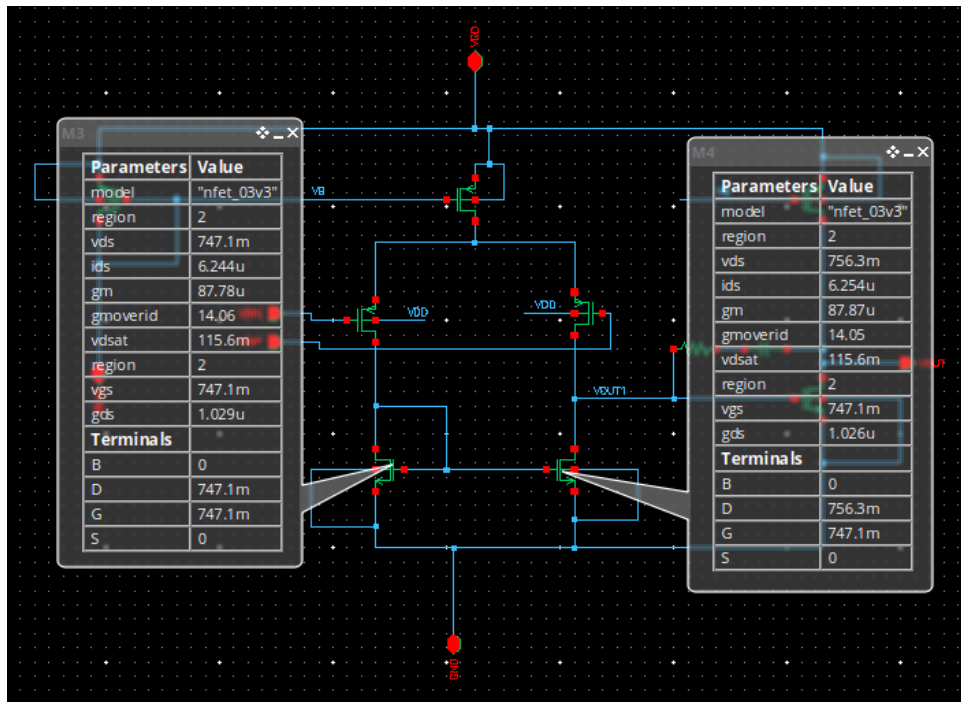 VDD
M3
Parameters Value
model "nfet_03v3"
region 2
vds 747.1m
ids 6.244u
gm 87.78u
gmoverid 14.06
vdsat 115.6m
region 2
vgs 747.1m
gds 1.029u
Terminals
B 0
D 747.1m
G 747.1m
S 0
VB
VDD
VDD
VOUT1
M4
Parameters Value
model "nfet_03v3"
region 2
vds 756.3m
ids 6.254u
gm 87.87u
gmoverid 14.05
vdsat 115.6m
region 2
vgs 747.1m
gds 1.026u
Terminals
B 0
D 756.3m
G 747.1m
S 0
GND